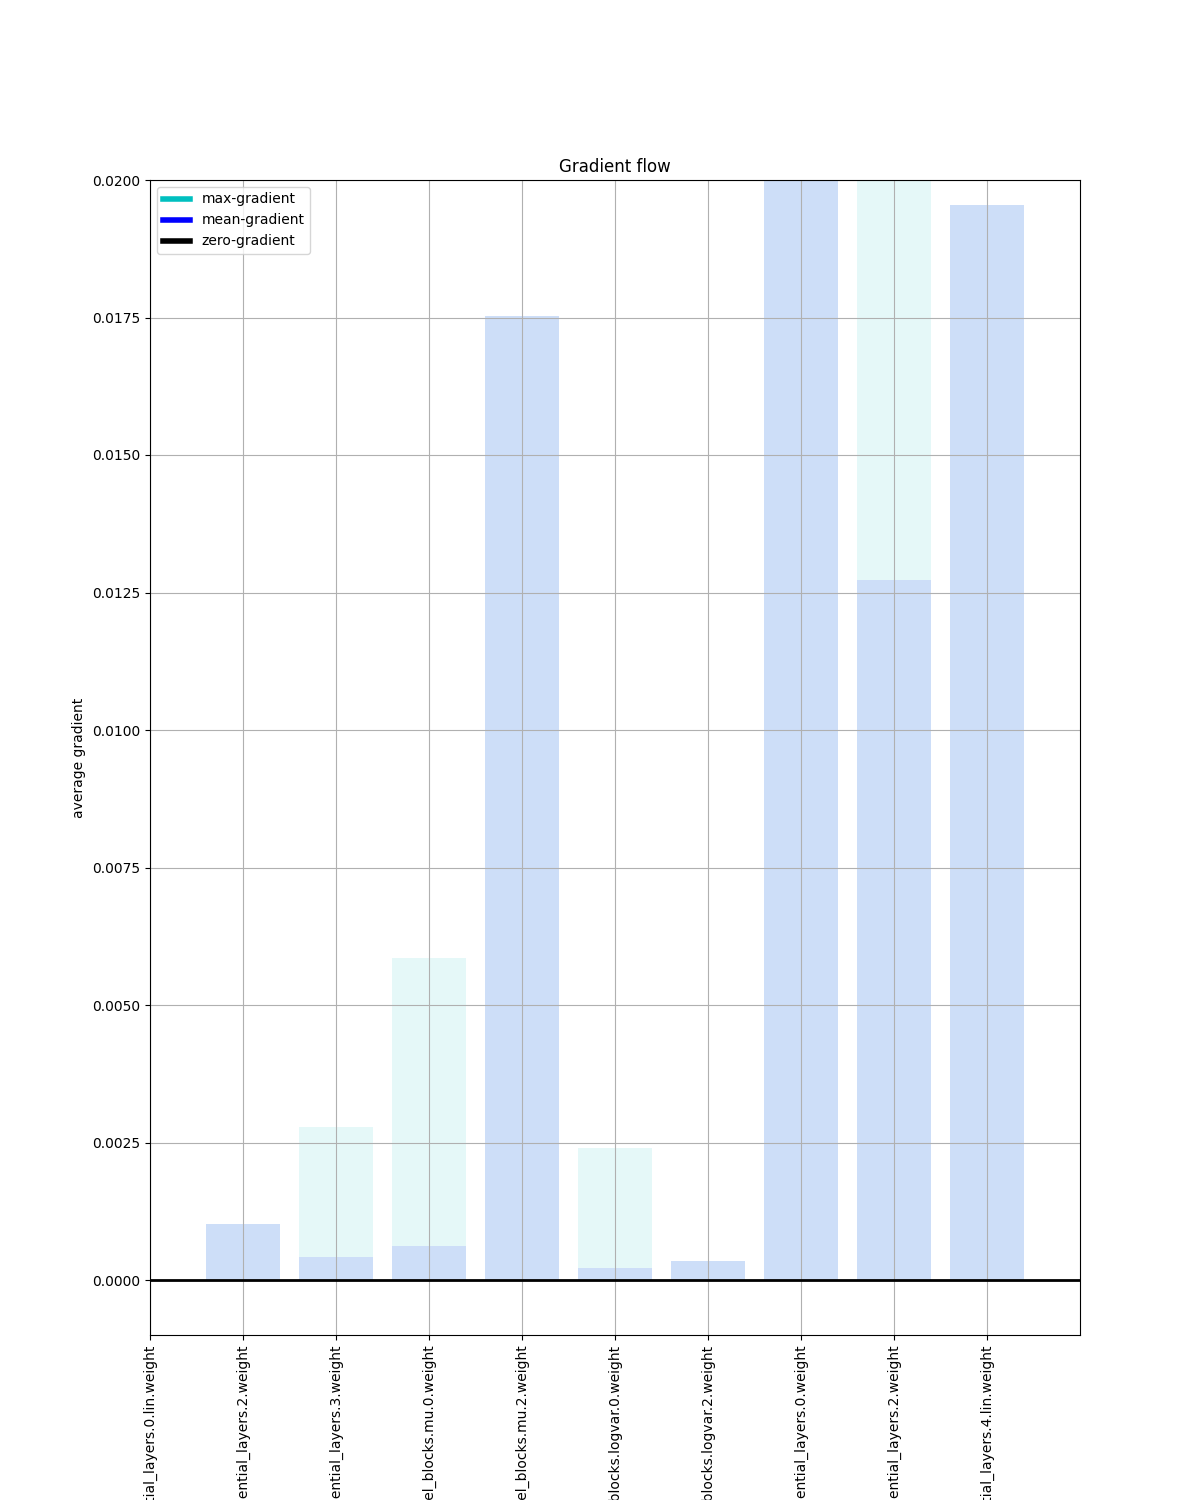 Gradient flow
max-gradient
mean-gradient
zero-gradient
0.0200
0.0175
0.0150
0.0125
0.0100
0.0075
0.0050
0.0025
0.0000
average gradient
tial_layers.0.lin.weight
ential_layers.2.weight
ential_layers.3.weight
el_blocks.mu.0.weight
el_blocks.mu.2.weight
blocks.logvar.0.weight
blocks.logvar.2.weight
ential_layers.0.weight
ential_layers.2.weight
tial_layers.4.lin.weight